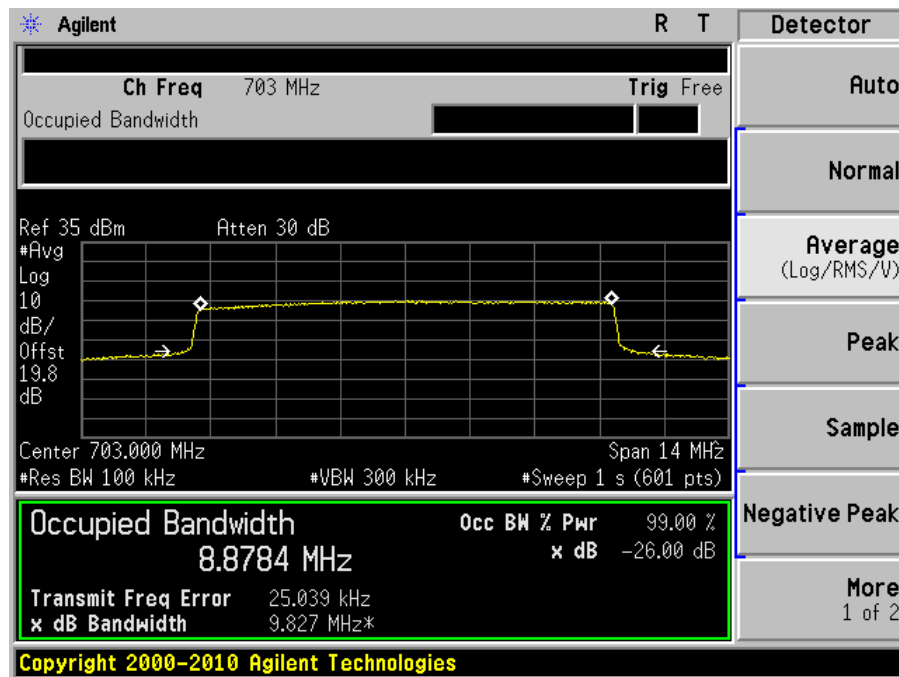 Agilent R T
Detector
Ch Freq 703 MHz Trig Free
Occupied Bandwidth
Ref 35 dBm Atten 30 dB
#Avg
Log
10
dB/
Offst
19.8
dB
Center 703.000 MHz Span 14 MHz
#Res BW 100 kHz #VBW 300 kHz #Sweep 1 s (601 pts)
Occupied Bandwidth
8.8784 MHz
Occ BW % Pwr 99.00 %
x dB -26.00 dB
Transmit Freq Error 25.039 kHz
x dB Bandwidth 9.827 MHz*
Copyright 2000-2010 Agilent Technologies
Auto
Normal
Average
(Log/RMS/V)
Peak
Sample
Negative Peak
More
1 of 2